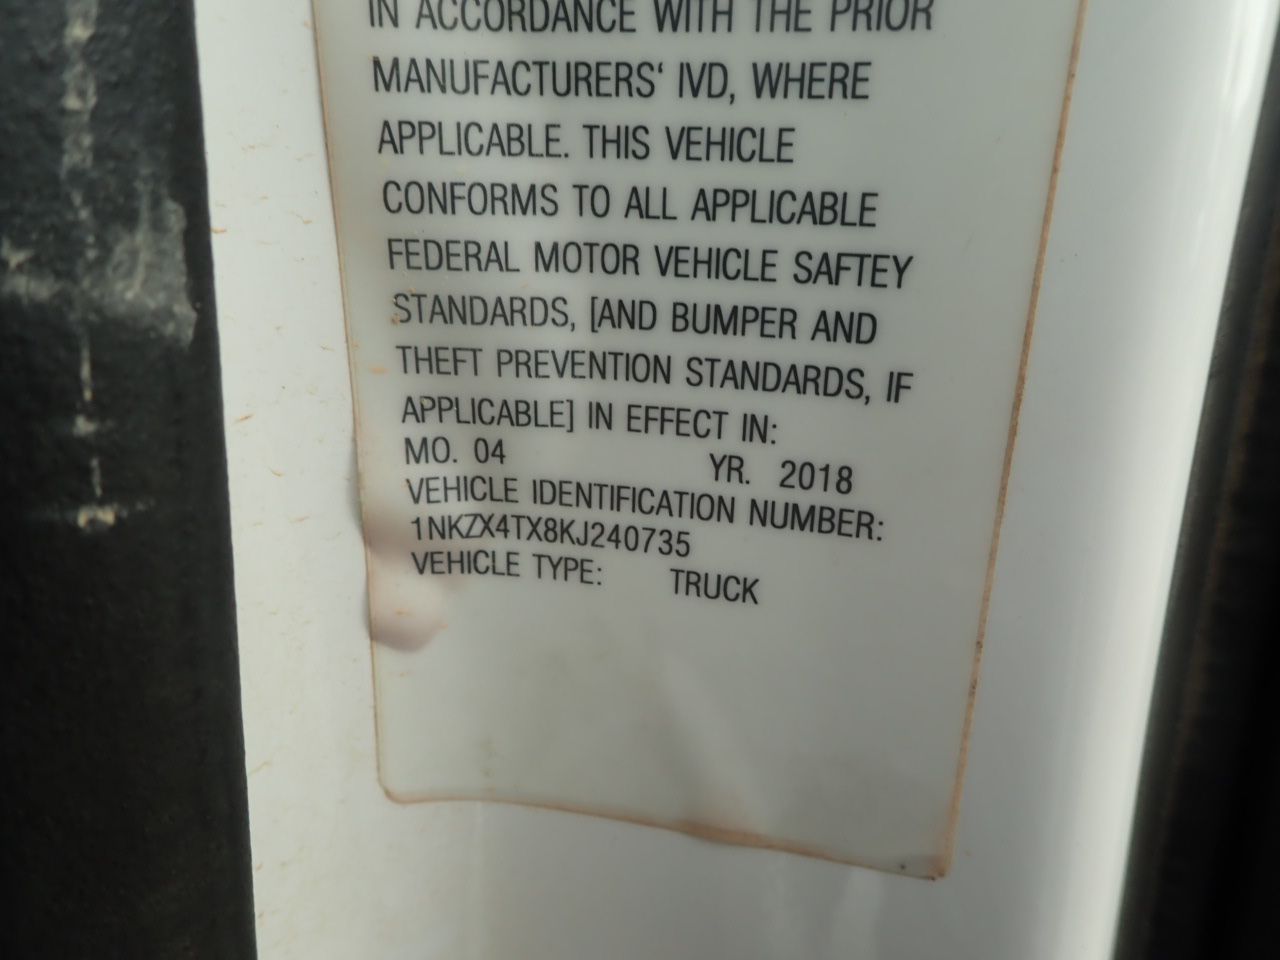 IN ACCORDANCE WITH THE PRIOR
MANUFACTURERS‘ IVD, WHERE
APPLICABLE. THIS VEHICLE
CONFORMS TO ALL APPLICABLE
FEDERAL MOTOR VEHICLE SAFTEY
STANDARDS, [AND BUMPER AND
THEFT PREVENTION STANDARDS, IF
APPLICABLE] IN EFFECT IN:
MO. 04 YR. 2018
VEHICLE IDENTIFICATION NUMBER:
1NKZX4TX8KJ240735
VEHICLE TYPE: TRUCK